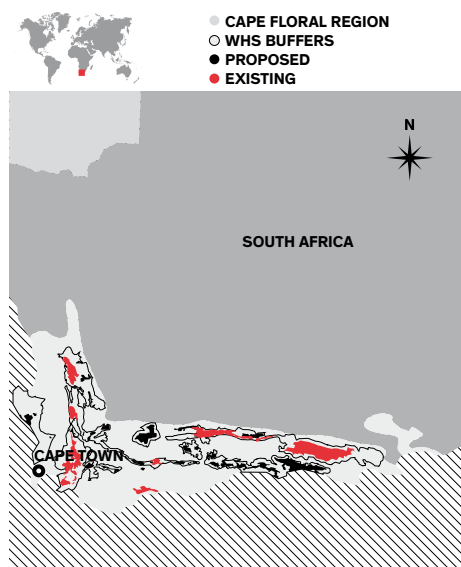 CAPE FLORAL REGION
WHS BUFFERS
PROPOSED
EXISTING
N
SOUTH AFRICA
CAPE TOWN